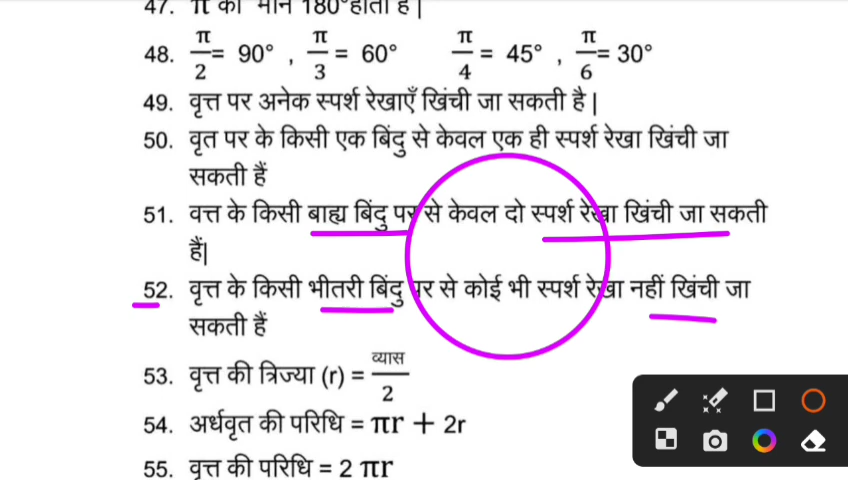 47. π का मान 180°होता है |
48. π/2 = 90° , π/3 = 60° π/4 = 45° , π/6 = 30°
49. वृत्त पर अनेक स्पर्श रेखाएँ खिंची जा सकती है |
50. वृत पर के किसी एक बिंदु से केवल एक ही स्पर्श रेखा खिंची जा
सकती हैं
51. वत्त के किसी बाह्य बिंदु पर से केवल दो स्पर्श रेखा खिंची जा सकती
हैं|
52. वृत्त के किसी भीतरी बिंदु पर से कोई भी स्पर्श रेखा नहीं खिंची जा
सकती हैं
53. वृत्त की त्रिज्या (r) = व्यास/2
54. अर्धवृत की परिधि = πr + 2r
55. वृत्त की परिधि = 2 πr